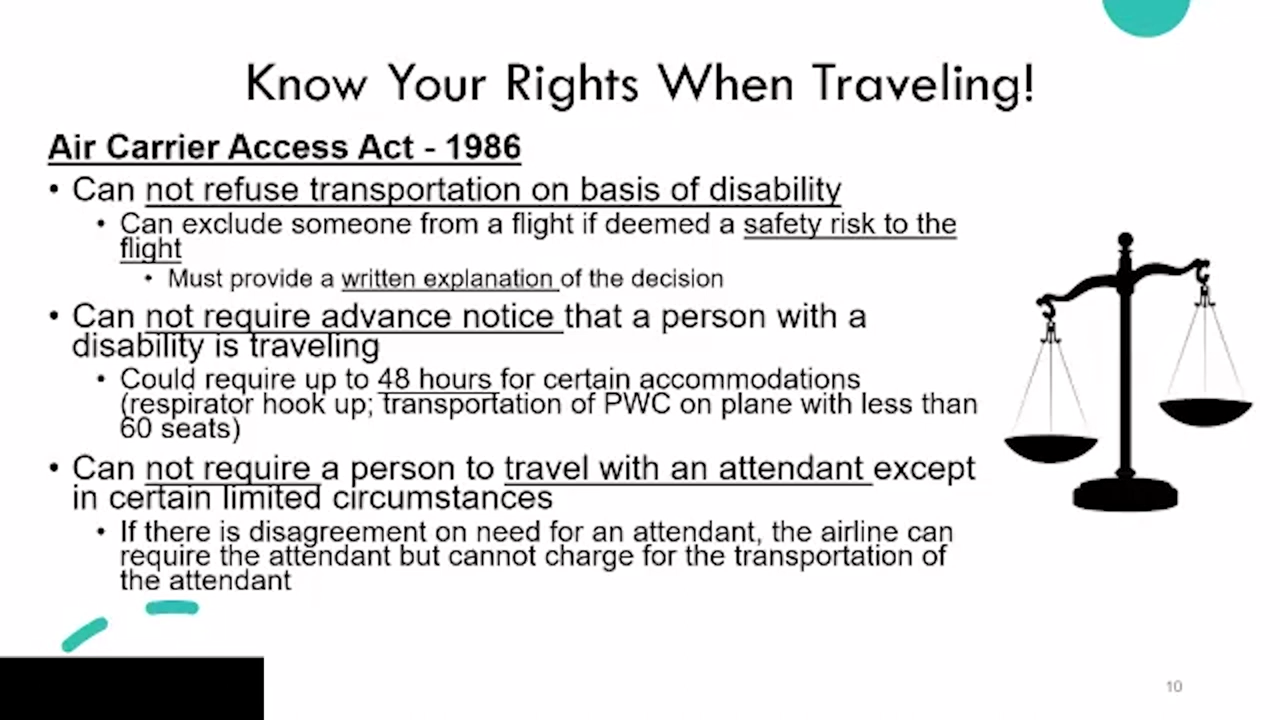 Know Your Rights When Traveling!
Air Carrier Access Act - 1986
• Can not refuse transportation on basis of disability
• Can exclude someone from a flight if deemed a safety risk to the
flight
• Must provide a written explanation of the decision
• Can not require advance notice that a person with a
disability is traveling
• Could require up to 48 hours for certain accommodations
(respirator hook up; transportation of PWC on plane with less than
60 seats)
• Can not require a person to travel with an attendant except
in certain limited circumstances
• If there is disagreement on need for an attendant, the airline can
require the attendant but cannot charge for the transportation of
the attendant
10